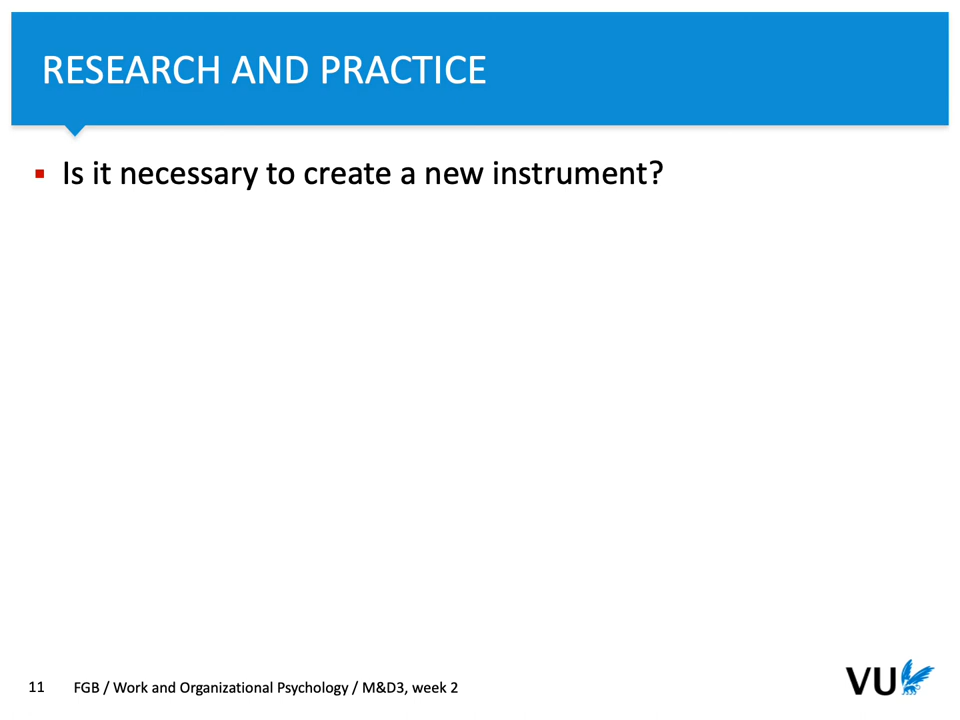 RESEARCH AND PRACTICE
▪ Is it necessary to create a new instrument?
11 FGB / Work and Organizational Psychology / M&D3, week 2
VU